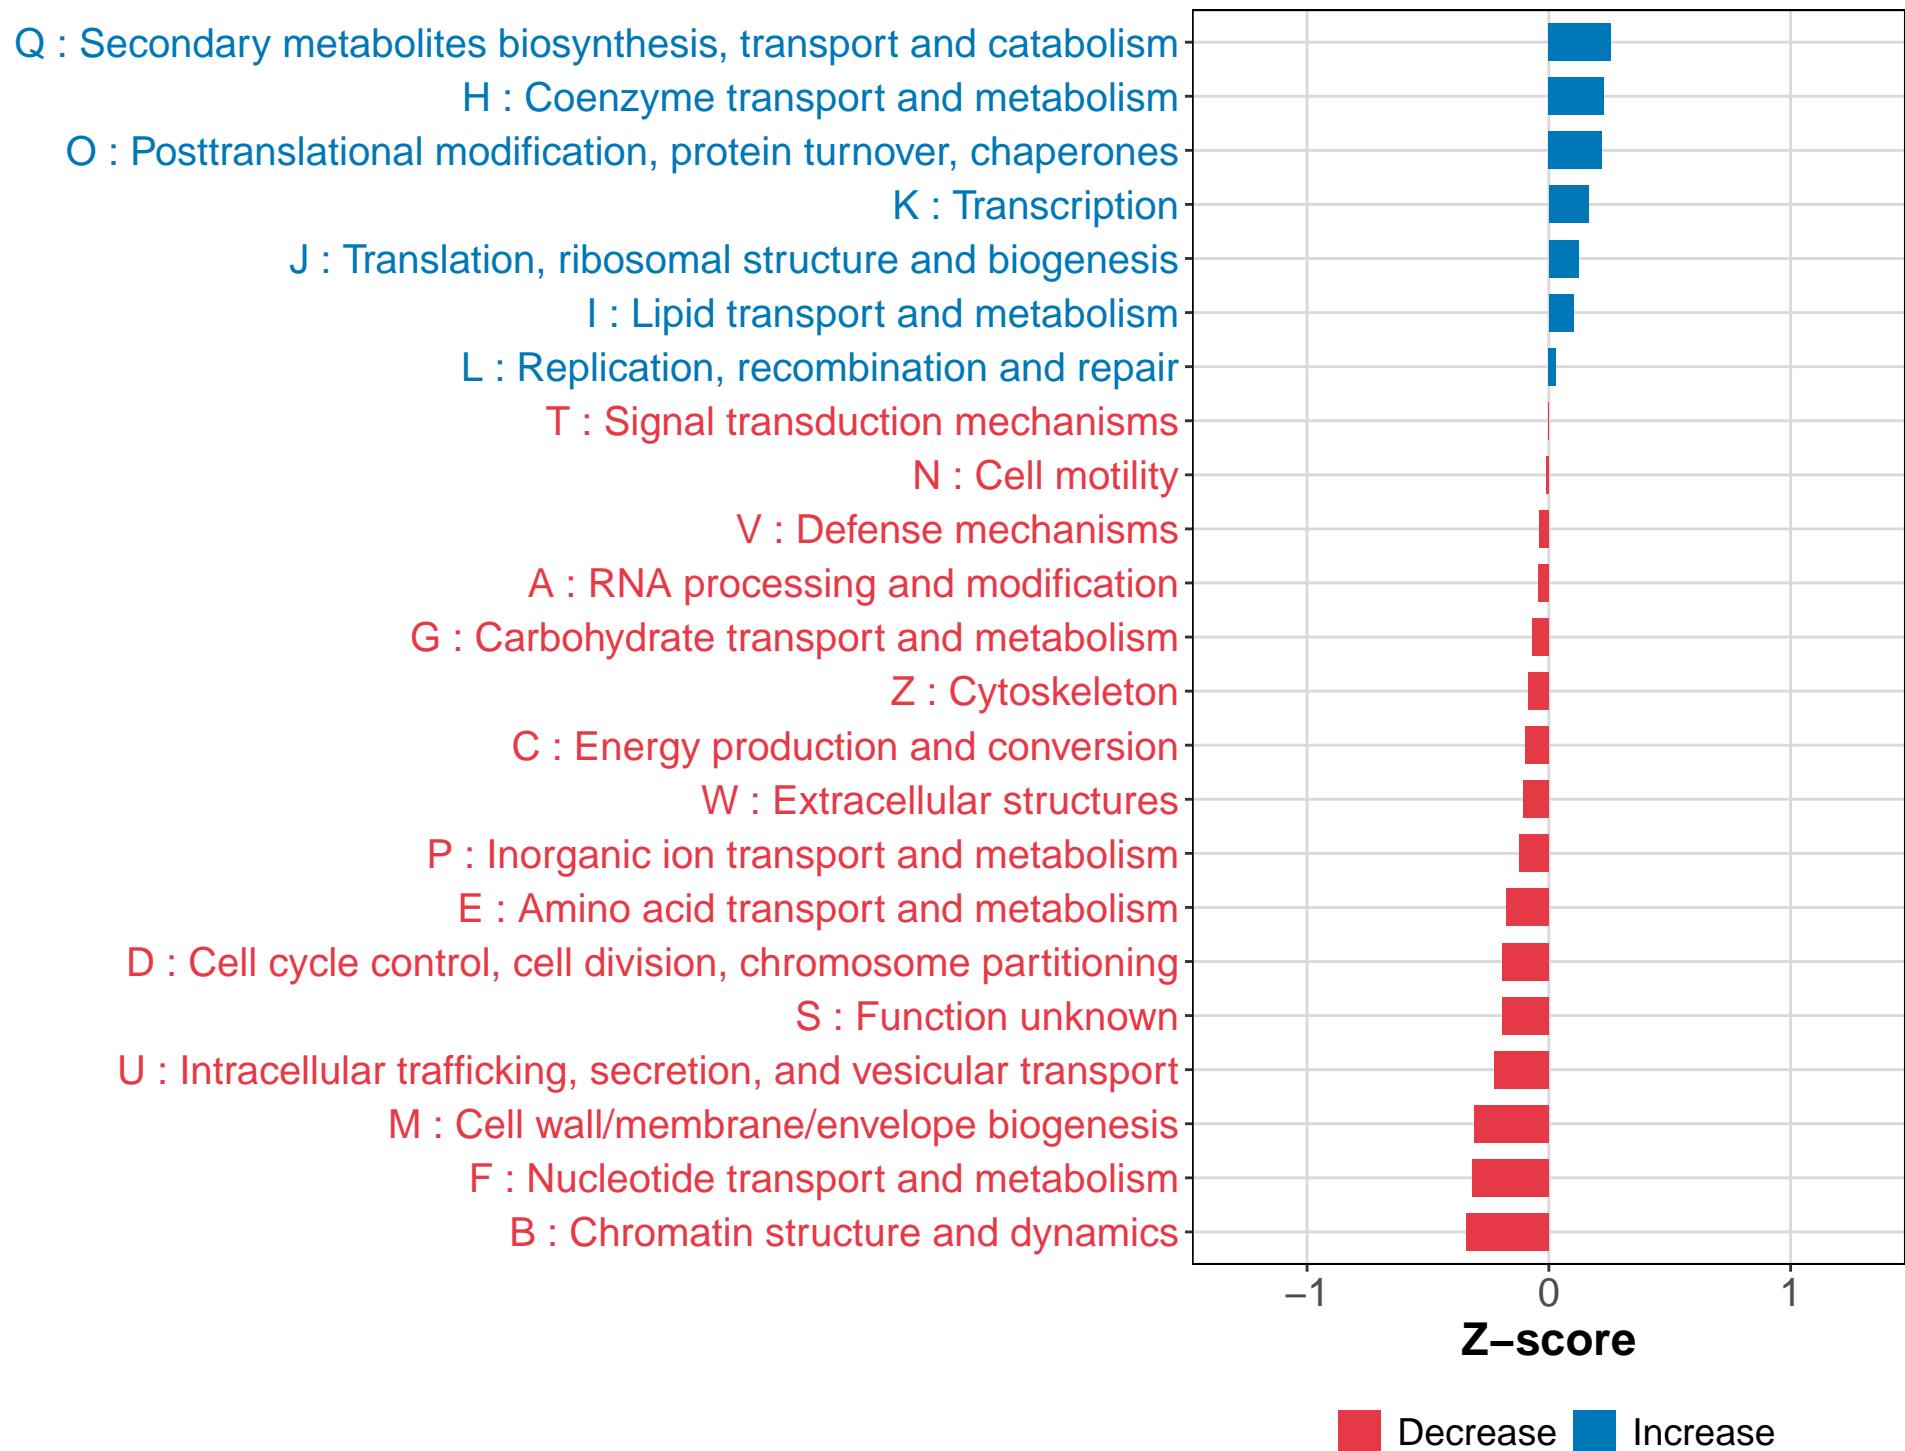 Q : Secondary metabolites biosynthesis, transport and catabolism
H : Coenzyme transport and metabolism
O : Posttranslational modification, protein turnover, chaperones
K : Transcription
J : Translation, ribosomal structure and biogenesis
I : Lipid transport and metabolism
L : Replication, recombination and repair
T : Signal transduction mechanisms
N : Cell motility
V : Defense mechanisms
A : RNA processing and modification
G : Carbohydrate transport and metabolism
Z : Cytoskeleton
C : Energy production and conversion
W : Extracellular structures
P : Inorganic ion transport and metabolism
E : Amino acid transport and metabolism
D : Cell cycle control, cell division, chromosome partitioning
S : Function unknown
U : Intracellular trafficking, secretion, and vesicular transport
M : Cell wall/membrane/envelope biogenesis
F : Nucleotide transport and metabolism
B : Chromatin structure and dynamics
−1 0 1
Z−score
Decrease Increase